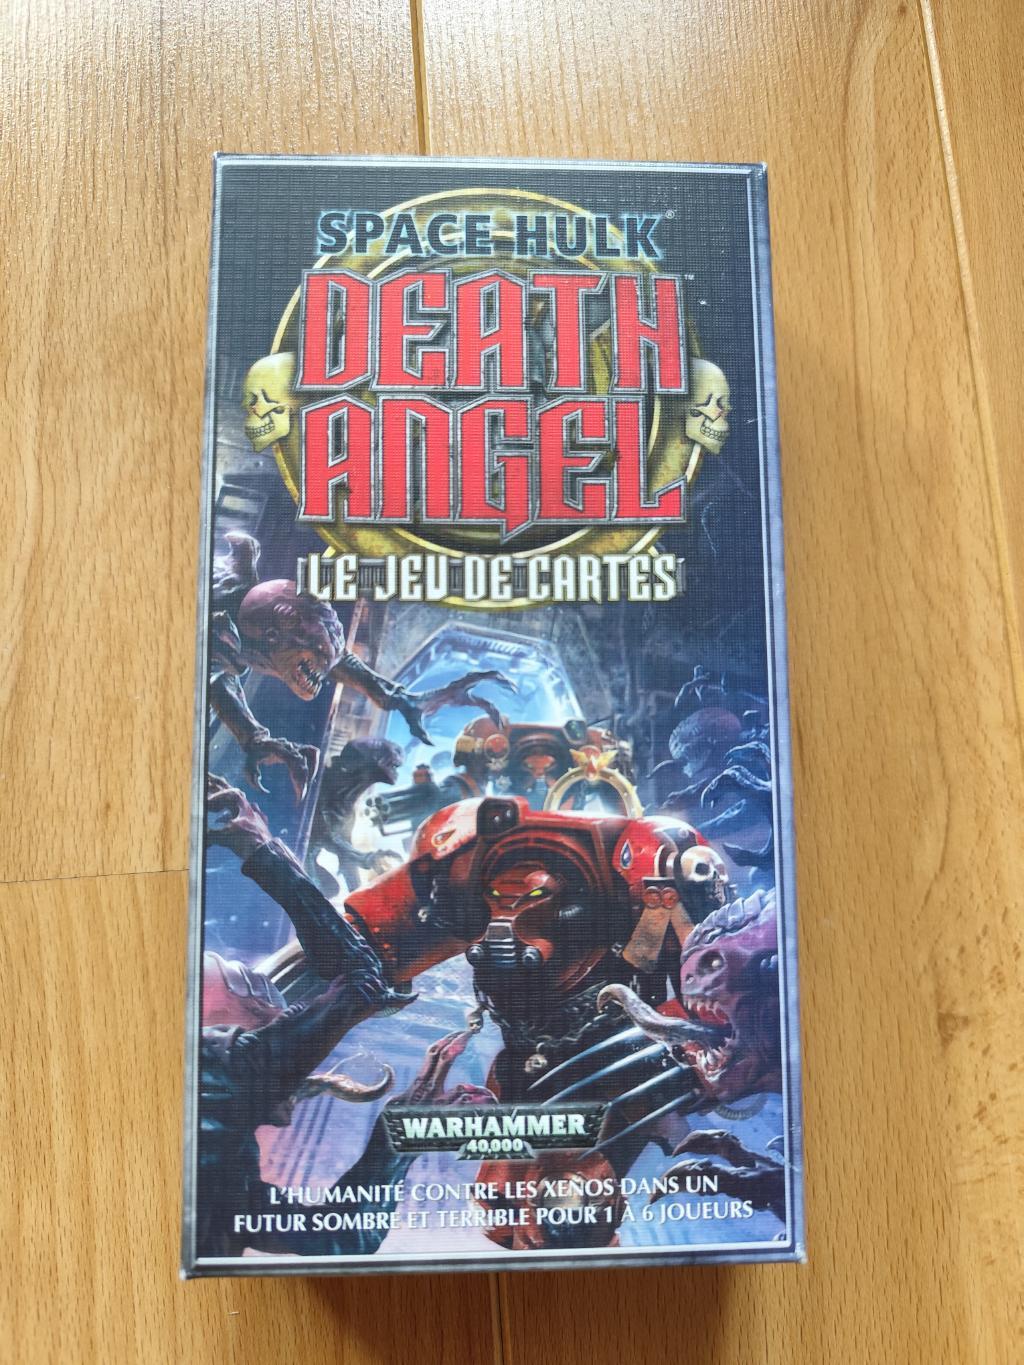 SPACE HULK®
DEATH™
ANGEL
LE JEU DE CARTES
WARHAMMER
40,000
L'HUMANITÉ CONTRE LES XENOS DANS UN
FUTUR SOMBRE ET TERRIBLE POUR 1 À 6 JOUEURS